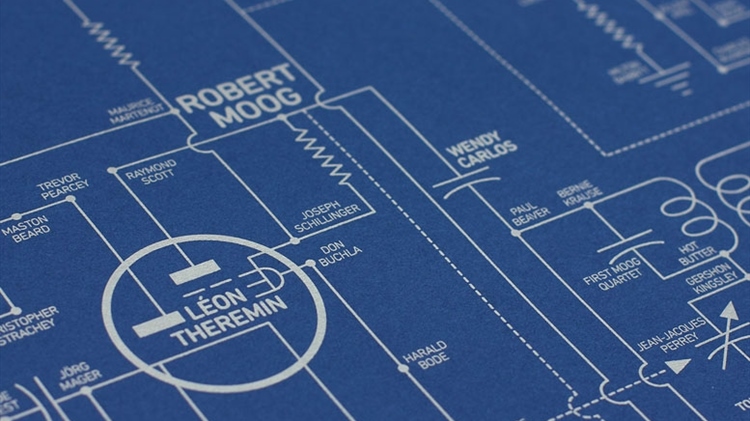 ROBERT
MOOG
MAURICE
MARTENOT
WENDY
CARLOS
RAYMOND
SCOTT
TREVOR
PEARCEY
MASTON
BEARD
JOSEPH
SCHILLINGER
PAUL
BEAVER
BERNIE
KRAUSE
DON
BUCHLA
FIRST MOOG
QUARTET
HOT
BUTTER
GERSHON
KINGSLEY
LÉON
THEREMIN
JEAN-JACQUES
PERREY
HARALD
BODE
JÖRG
MAGER